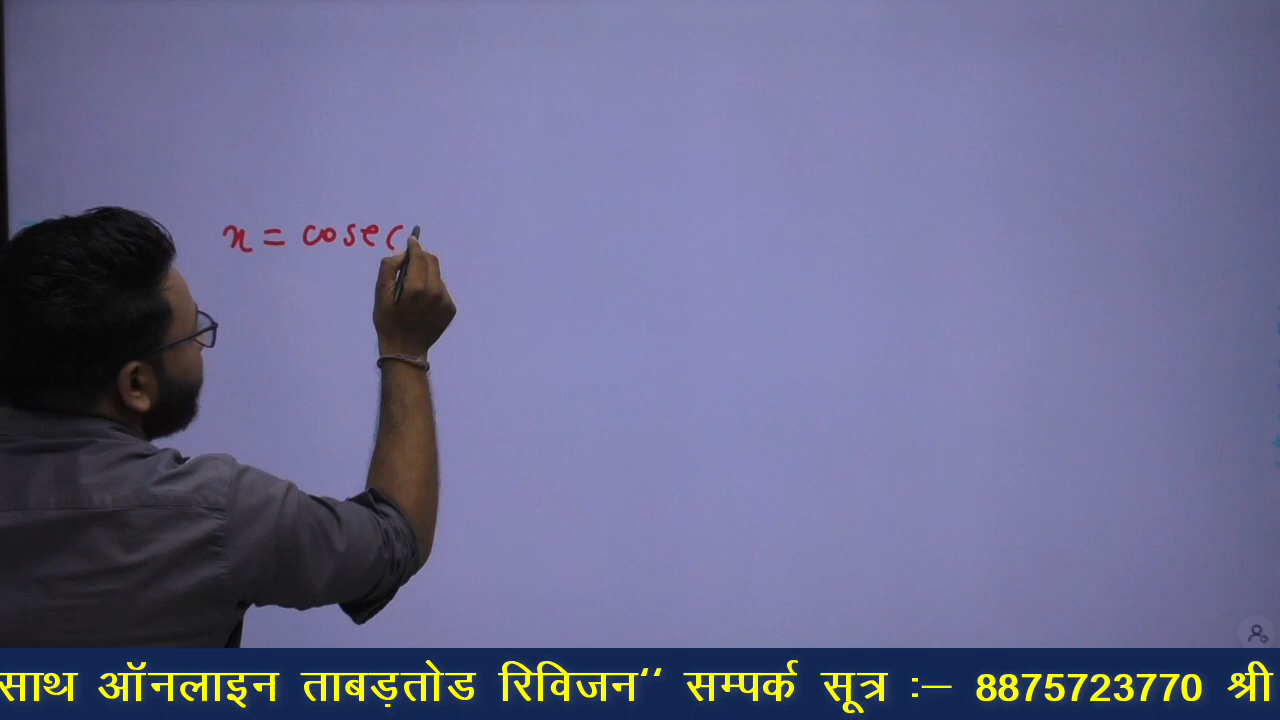 x = cosec
साथ ऑनलाइन ताबड़तोड रिविजन“ सम्पर्क सूत्र :— 8875723770 श्री